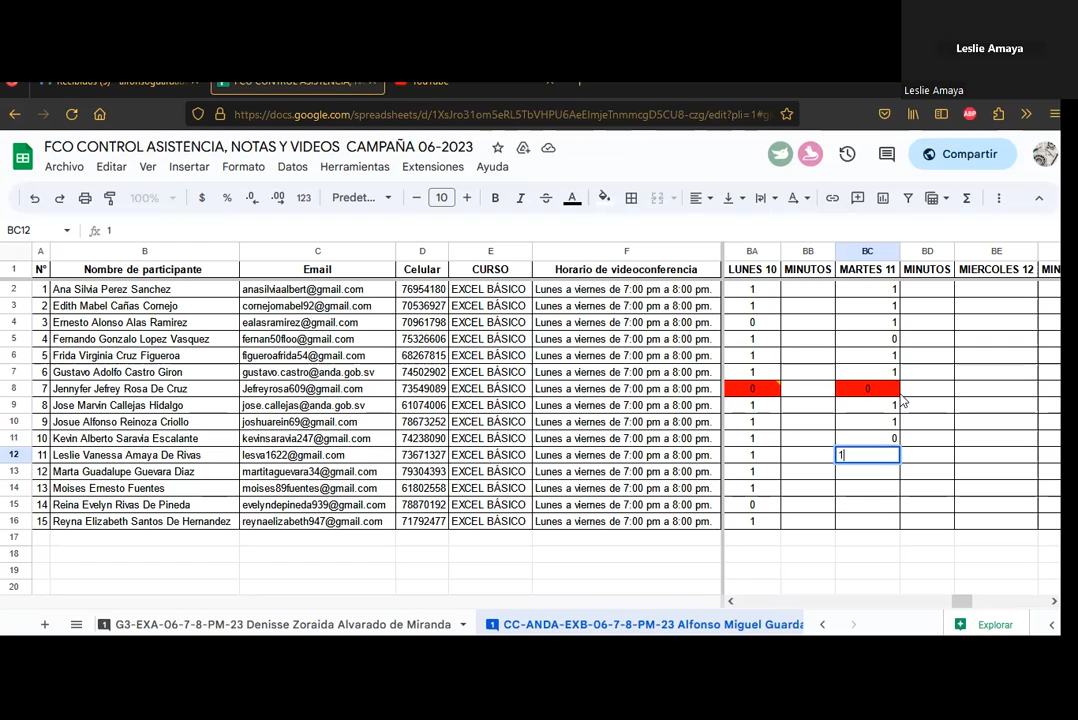 Leslie Amaya
Leslie Amaya
FCO CONTROL ASISTENCIA,
YouTube
https://docs.google.com/spreadsheets/d/1XsJro31om5eRL5TbVHPU6AeElmjeTnmmcgD5CU8-czg/edit?pli=1#g
FCO CONTROL ASISTENCIA, NOTAS Y VIDEOS CAMPAÑA 06-2023
Archivo Editar Ver Insertar Formato Datos Herramientas Extensiones Ayuda
Compartir
100% $ % .0 .00 123 Predet... 10 B I A
BC12 fx 1
A B C D E F BA BB BC BD BE
1 N° Nombre de participante Email Celular CURSO Horario de videoconferencia LUNES 10 MINUTOS MARTES 11 MINUTOS MIERCOLES 12 MIN
2 1 Ana Silvia Perez Sanchez anasilviaalbert@gmail.com 76954180 EXCEL BÁSICO Lunes a viernes de 7:00 pm a 8:00 pm. 1 1
3 2 Edith Mabel Cañas Cornejo cornejomabel92@gmail.com 70536927 EXCEL BÁSICO Lunes a viernes de 7:00 pm a 8:00 pm. 1 1
4 3 Ernesto Alonso Alas Ramirez ealasramirez@gmail.com 70961798 EXCEL BÁSICO Lunes a viernes de 7:00 pm a 8:00 pm. 0 1
5 4 Fernando Gonzalo Lopez Vasquez fernan50floo@gmail.com 75326606 EXCEL BÁSICO Lunes a viernes de 7:00 pm a 8:00 pm. 1 0
6 5 Frida Virginia Cruz Figueroa figueroafrida54@gmail.com 68267815 EXCEL BÁSICO Lunes a viernes de 7:00 pm a 8:00 pm. 1 1
7 6 Gustavo Adolfo Castro Giron gustavo.castro@anda.gob.sv 74502902 EXCEL BÁSICO Lunes a viernes de 7:00 pm a 8:00 pm. 1 1
8 7 Jennyfer Jefrey Rosa De Cruz Jefreyrosa609@gmail.com 73549089 EXCEL BÁSICO Lunes a viernes de 7:00 pm a 8:00 pm. 0 0
9 8 Jose Marvin Callejas Hidalgo jose.callejas@anda.gob.sv 61074006 EXCEL BÁSICO Lunes a viernes de 7:00 pm a 8:00 pm. 1 1
10 9 Josue Alfonso Reinoza Criollo joshuarein69@gmail.com 78673252 EXCEL BÁSICO Lunes a viernes de 7:00 pm a 8:00 pm. 1 1
11 10 Kevin Alberto Saravia Escalante kevinsaravia247@gmail.com 74238090 EXCEL BÁSICO Lunes a viernes de 7:00 pm a 8:00 pm. 1 0
12 11 Leslie Vanessa Amaya De Rivas lesva1622@gmail.com 73671327 EXCEL BÁSICO Lunes a viernes de 7:00 pm a 8:00 pm. 1 1
13 12 Marta Guadalupe Guevara Diaz martitaguevara34@gmail.com 79304393 EXCEL BÁSICO Lunes a viernes de 7:00 pm a 8:00 pm. 1
14 13 Moises Ernesto Fuentes moises89fuentes@gmail.com 61802558 EXCEL BÁSICO Lunes a viernes de 7:00 pm a 8:00 pm. 1
15 14 Reina Evelyn Rivas De Pineda evelyndepineda939@gmail.com 78870192 EXCEL BÁSICO Lunes a viernes de 7:00 pm a 8:00 pm. 0
16 15 Reyna Elizabeth Santos De Hernandez reynaelizabeth947@gmail.com 71792477 EXCEL BÁSICO Lunes a viernes de 7:00 pm a 8:00 pm. 1
17
18
19
20
1 G3-EXA-06-7-8-PM-23 Denisse Zoraida Alvarado de Miranda 1 CC-ANDA-EXB-06-7-8-PM-23 Alfonso Miguel Guarda Explorar